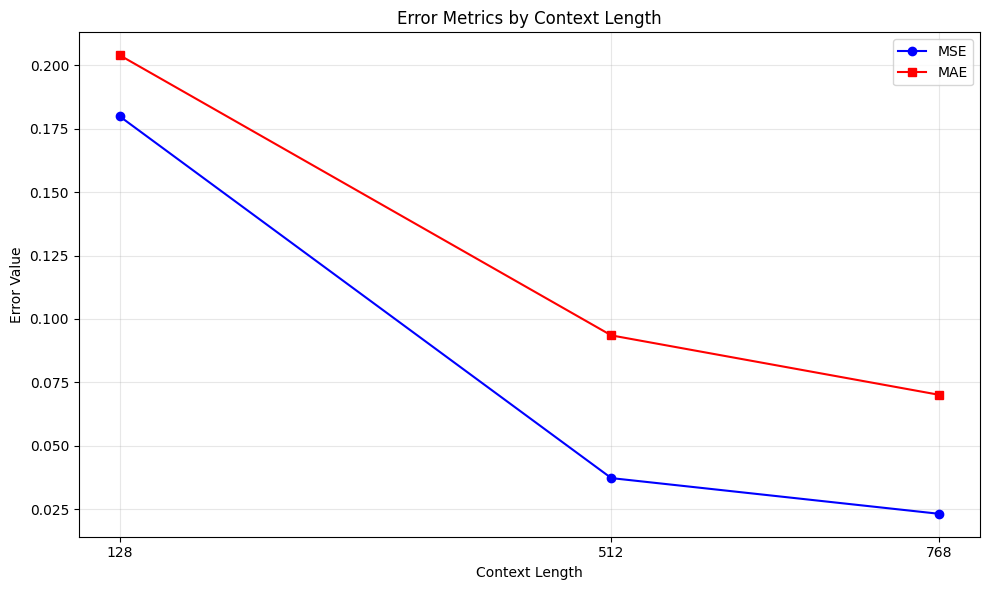 Error Metrics by Context Length
MSE
MAE
0.200
0.175
0.150
0.125
0.100
0.075
0.050
0.025
Error Value
128
512
768
Context Length